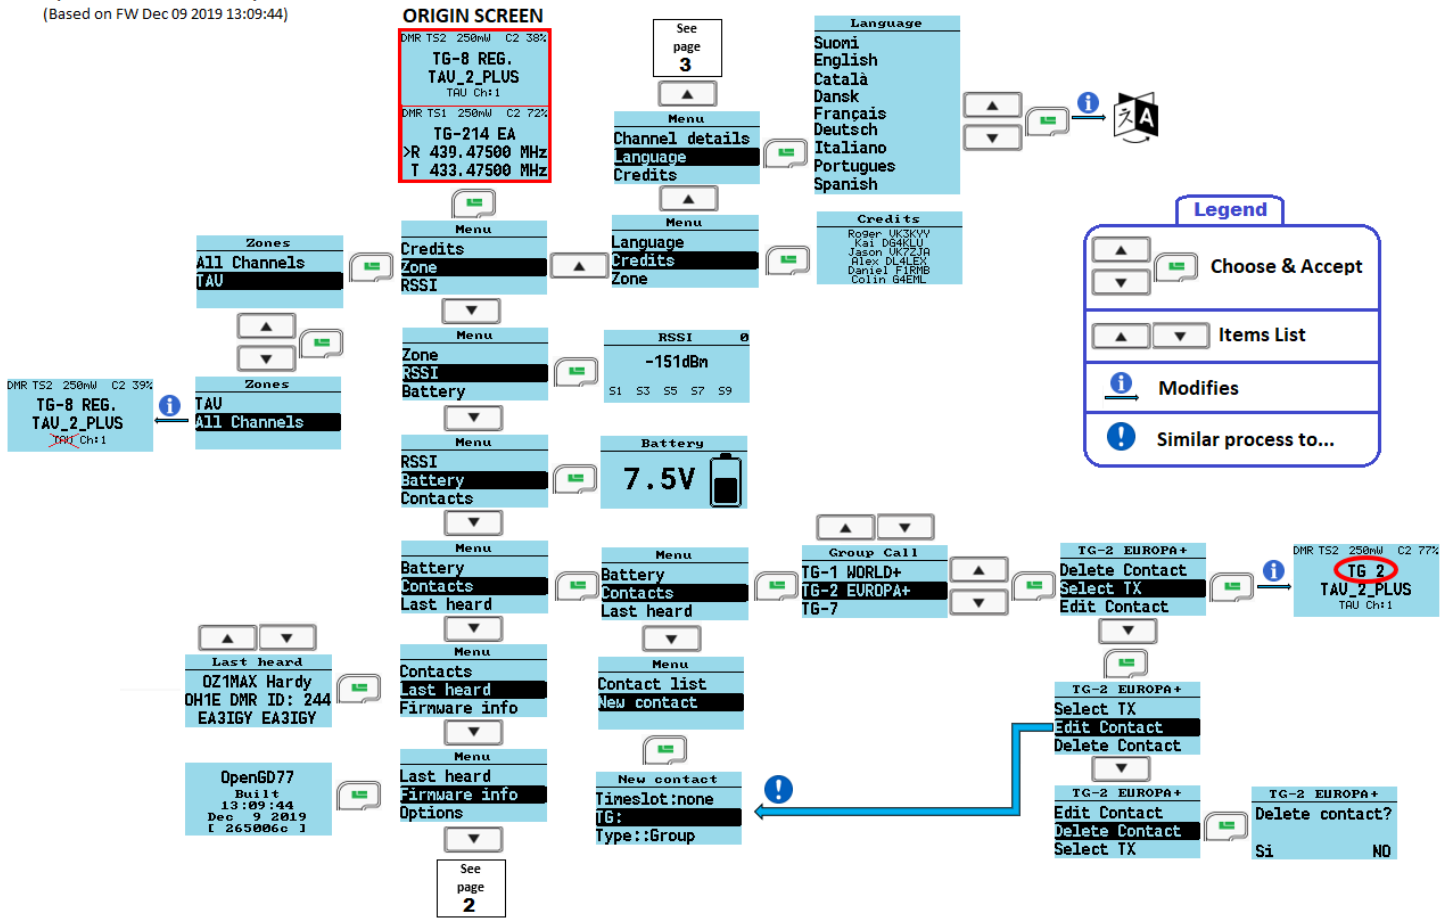 (Based on FW Dec 09 2019 13:09:44)
ORIGIN SCREEN
DMR TS2 250mW C2 38%
TG-8 REG.
TAV_2_PLUS
TAV Ch:1
DMR TS1 250mW C2 72%
TG-214 EA
>R 439.47500 MHz
T 433.47500 MHz
See
page
3
Menu
Channel details
Language
Credits
Language
Suomi
English
Català
Dansk
Français
Deutsch
Italiano
Portugues
Spanish
Menu
Language
Credits
Zone
Credits
Roger VK3KYY
Kai DG4KLU
Jason VK7ZJA
Alex DL4LEX
Daniel F1RMB
Colin G4EML
Legend
Choose & Accept
Items List
Modifies
Similar process to...
Menu
Credits
Zone
RSSI
Zones
All Channels
TAV
Zones
TAV
All Channels
DMR TS2 250mW C2 39%
TG-8 REG.
TAV_2_PLUS
TAV Ch:1
Menu
Zone
RSSI
Battery
RSSI 0
-151dBm
S1 S3 S5 S7 S9
Menu
RSSI
Battery
Contacts
Battery
7.5V
Menu
Battery
Contacts
Last heard
Menu
Battery
Contacts
Last heard
Group Call
TG-1 WORLD+
TG-2 EUROPA+
TG-7
TG-2 EUROPA+
Delete Contact
Select TX
Edit Contact
DMR TS2 250mW C2 77%
TG 2
TAV_2_PLUS
TAV Ch:1
Menu
Contacts
Last heard
Firmware info
Last heard
OZ1MAX Hardy
OH1E DMR ID: 244
EA3IGY EA3IGY
Menu
Contact list
New contact
TG-2 EUROPA+
Select TX
Edit Contact
Delete Contact
Menu
Last heard
Firmware info
Options
OpenGD77
Built
13:09:44
Dec 9 2019
[ 265006c ]
New contact
Timeslot:none
TG:
Type::Group
TG-2 EUROPA+
Edit Contact
Delete Contact
Select TX
TG-2 EUROPA+
Delete contact?
Si NO
See
page
2